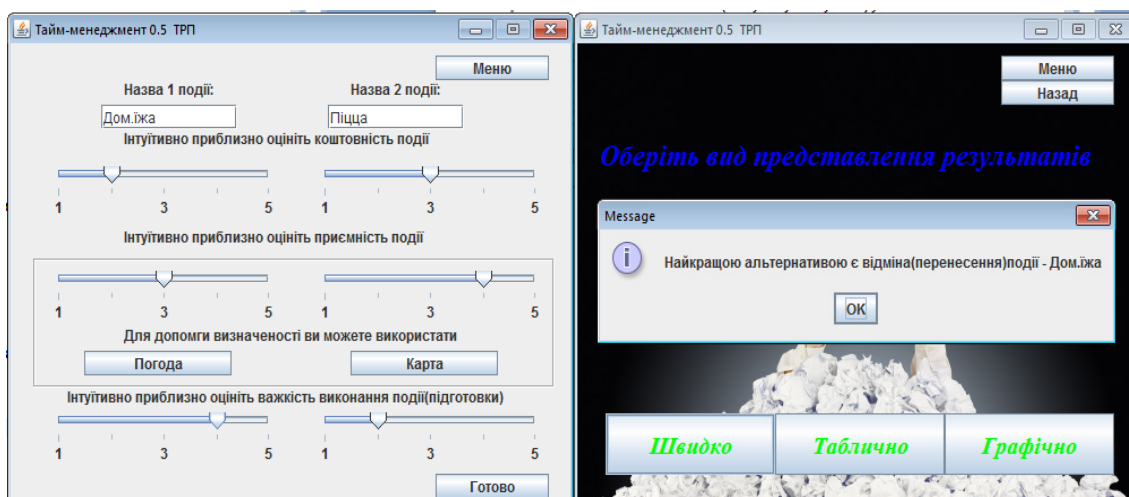 Тайм-менеджмент 0.5 ТРП
Меню
Назва 1 події: Назва 2 події:
Дом.їжа Піцца
Інтуїтивно приблизно оцініть коштовність події
1 3 5 1 3 5
Інтуїтивно приблизно оцініть приємність події
1 3 5 1 3 5
Для допомги визначеності ви можете використати
Погода Карта
Інтуїтивно приблизно оцініть важкість виконання події(підготовки)
1 3 5 1 3 5
Готово
Тайм-менеджмент 0.5 ТРП
Меню
Назад
Оберіть вид представлення результатів
Message
Найкращою альтернативою є відміна(перенесення)події - Дом.їжа
OK
Швидко Таблично Графічно